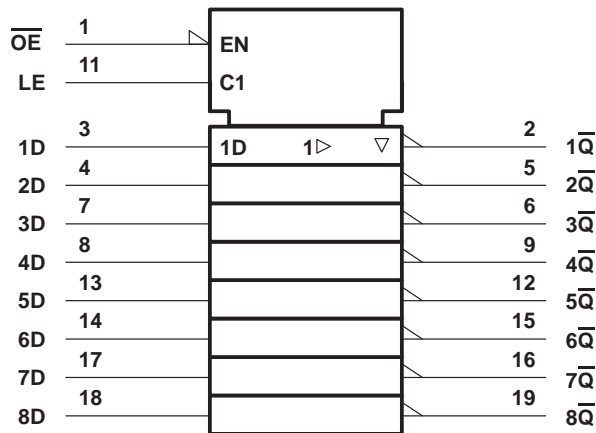 O̅E̅ 1 EN
LE 11 C1
1D 3 1D 1▷ ▽ 2 1Q̅
2D 4 5 2Q̅
3D 7 6 3Q̅
4D 8 9 4Q̅
5D 13 12 5Q̅
6D 14 15 6Q̅
7D 17 16 7Q̅
8D 18 19 8Q̅